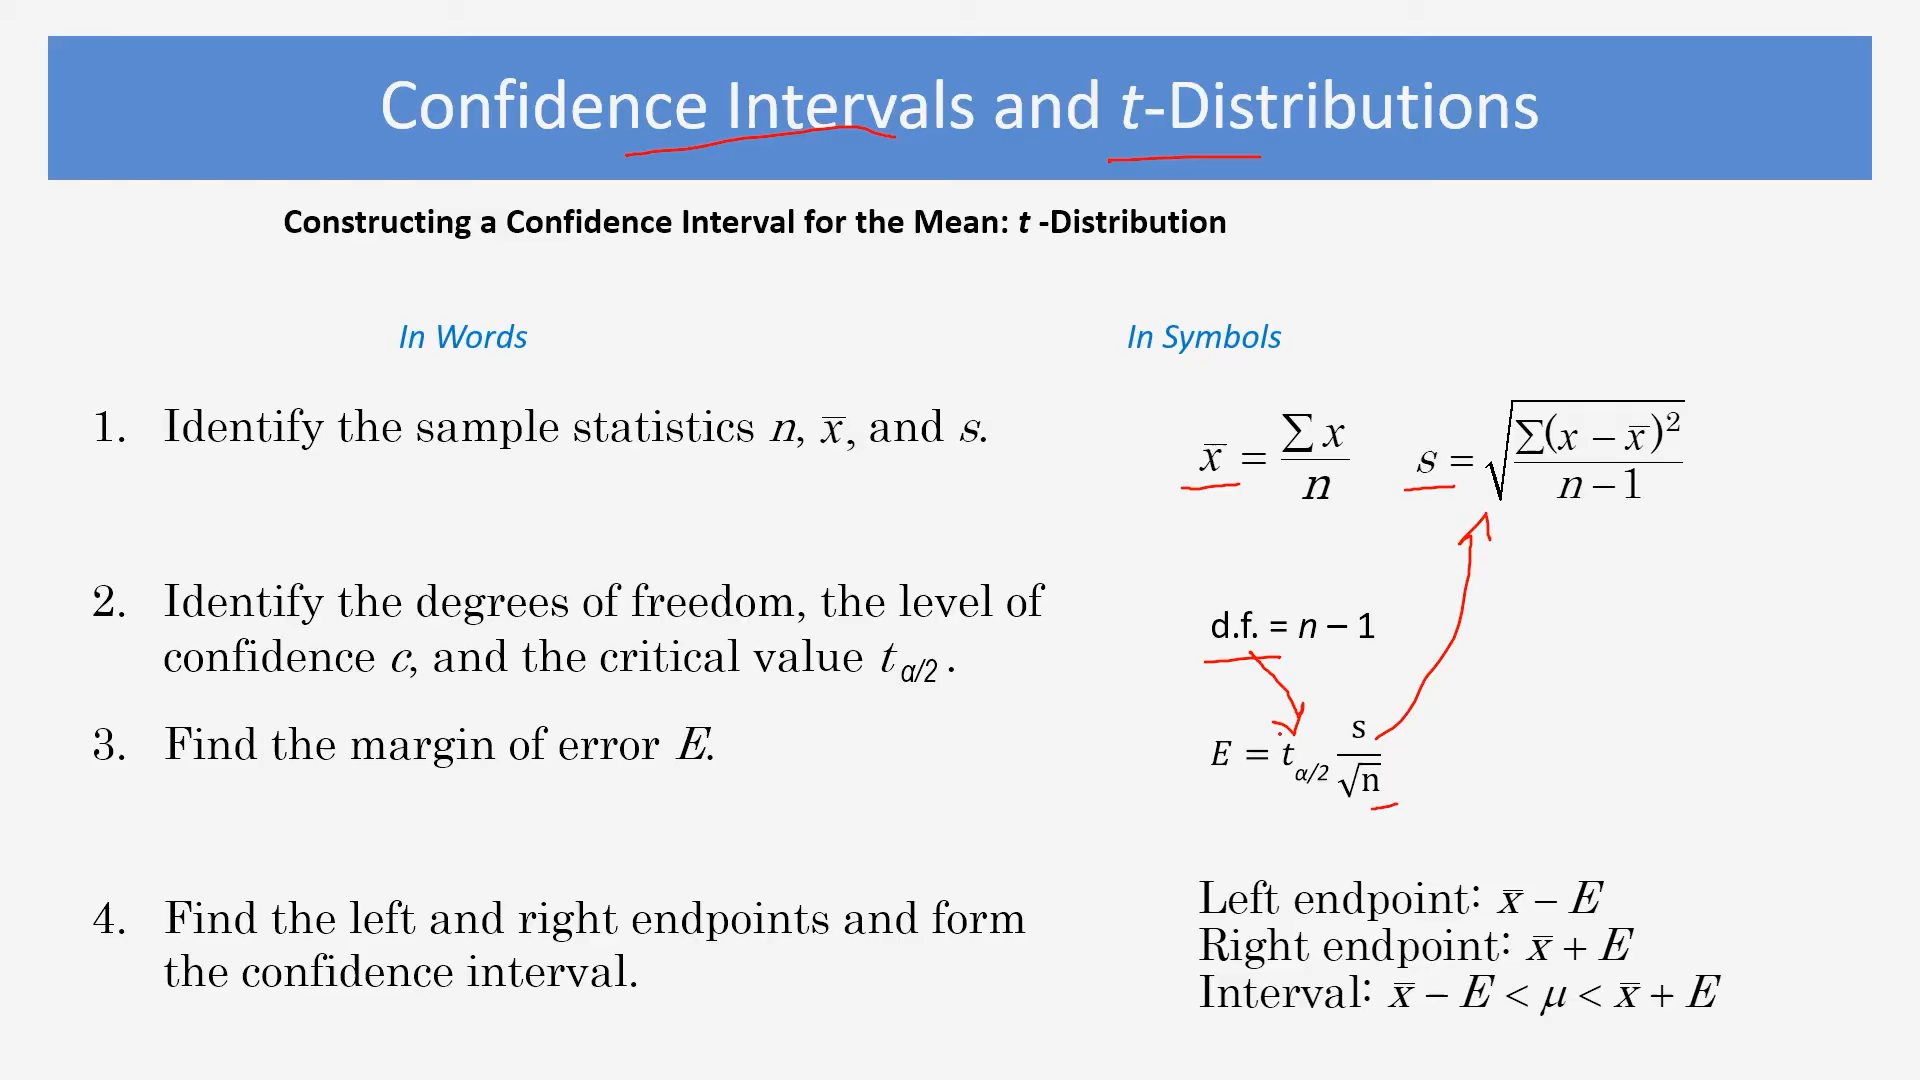 Confidence Intervals and t-Distributions
Constructing a Confidence Interval for the Mean: t -Distribution
In Words
In Symbols
1. Identify the sample statistics n, x̄, and s.
x̄ = ∑x / n    s = √(∑(x – x̄)² / (n – 1))
2. Identify the degrees of freedom, the level of
confidence c, and the critical value t α/2 .
d.f. = n – 1
3. Find the margin of error E.
E = t α/2 s / √n
4. Find the left and right endpoints and form
the confidence interval.
Left endpoint: x̄ – E
Right endpoint: x̄ + E
Interval: x̄ – E < μ < x̄ + E